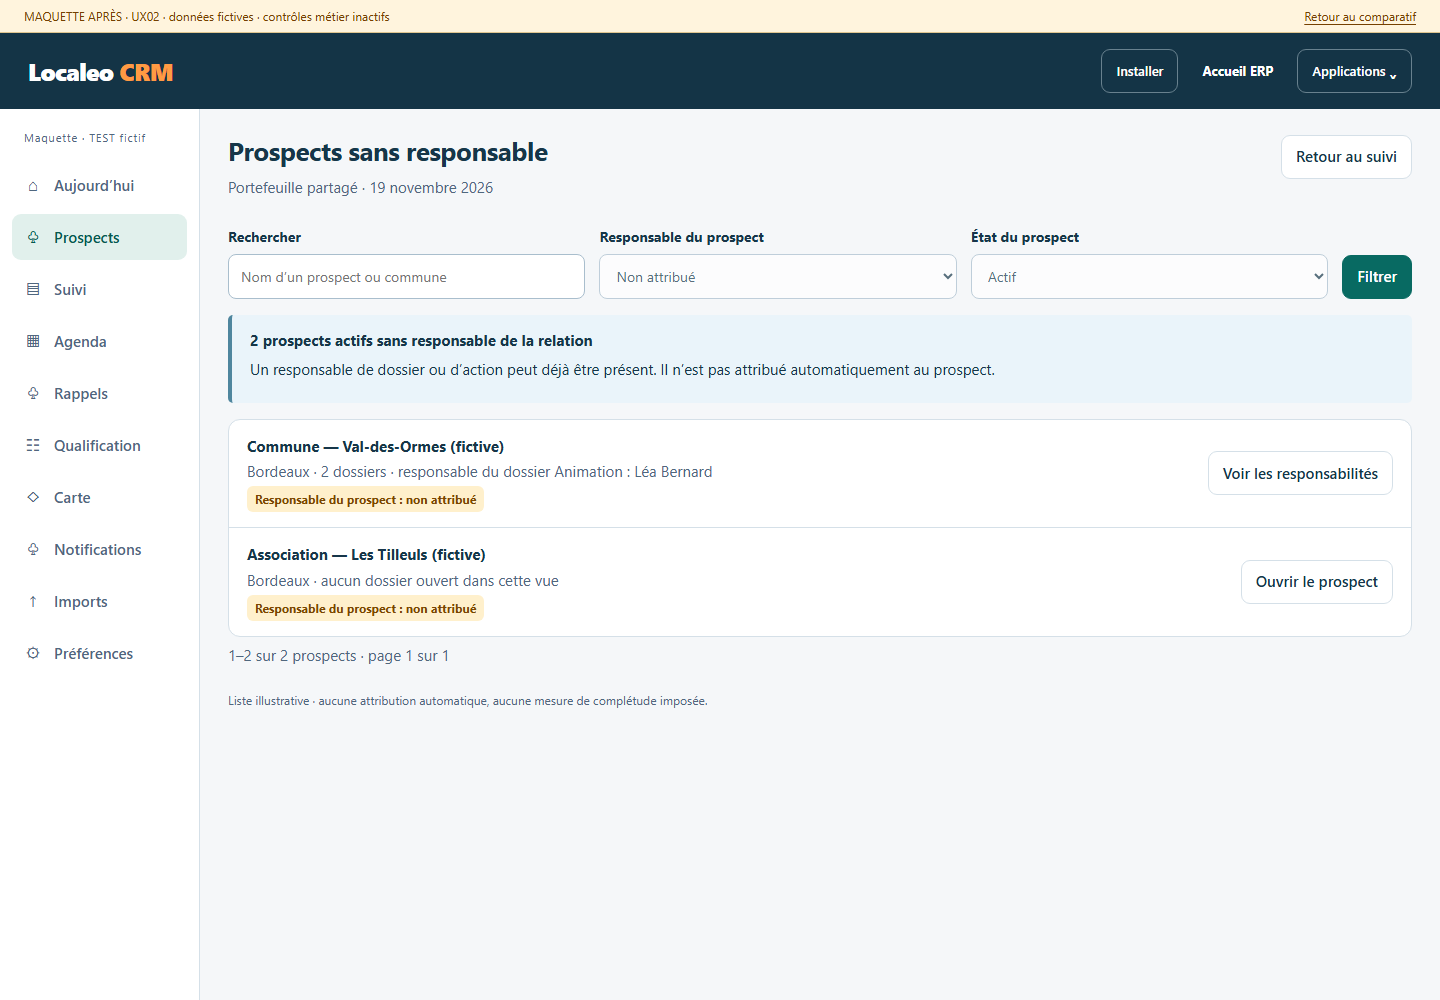 MAQUETTE APRÈS · UX02 · données fictives · contrôles métier inactifs
Retour au comparatif
Localeo CRM
Installer
Accueil ERP
Applications
Maquette · TEST fictif
Aujourd’hui
Prospects
Suivi
Agenda
Rappels
Qualification
Carte
Notifications
Imports
Préférences
Prospects sans responsable
Portefeuille partagé · 19 novembre 2026
Retour au suivi
Rechercher
Nom d’un prospect ou commune
Responsable du prospect
Non attribué
État du prospect
Actif
Filtrer
2 prospects actifs sans responsable de la relation
Un responsable de dossier ou d’action peut déjà être présent. Il n’est pas attribué automatiquement au prospect.
Commune — Val-des-Ormes (fictive)
Bordeaux · 2 dossiers · responsable du dossier Animation : Léa Bernard
Responsable du prospect : non attribué
Voir les responsabilités
Association — Les Tilleuls (fictive)
Bordeaux · aucun dossier ouvert dans cette vue
Responsable du prospect : non attribué
Ouvrir le prospect
1–2 sur 2 prospects · page 1 sur 1
Liste illustrative · aucune attribution automatique, aucune mesure de complétude imposée.